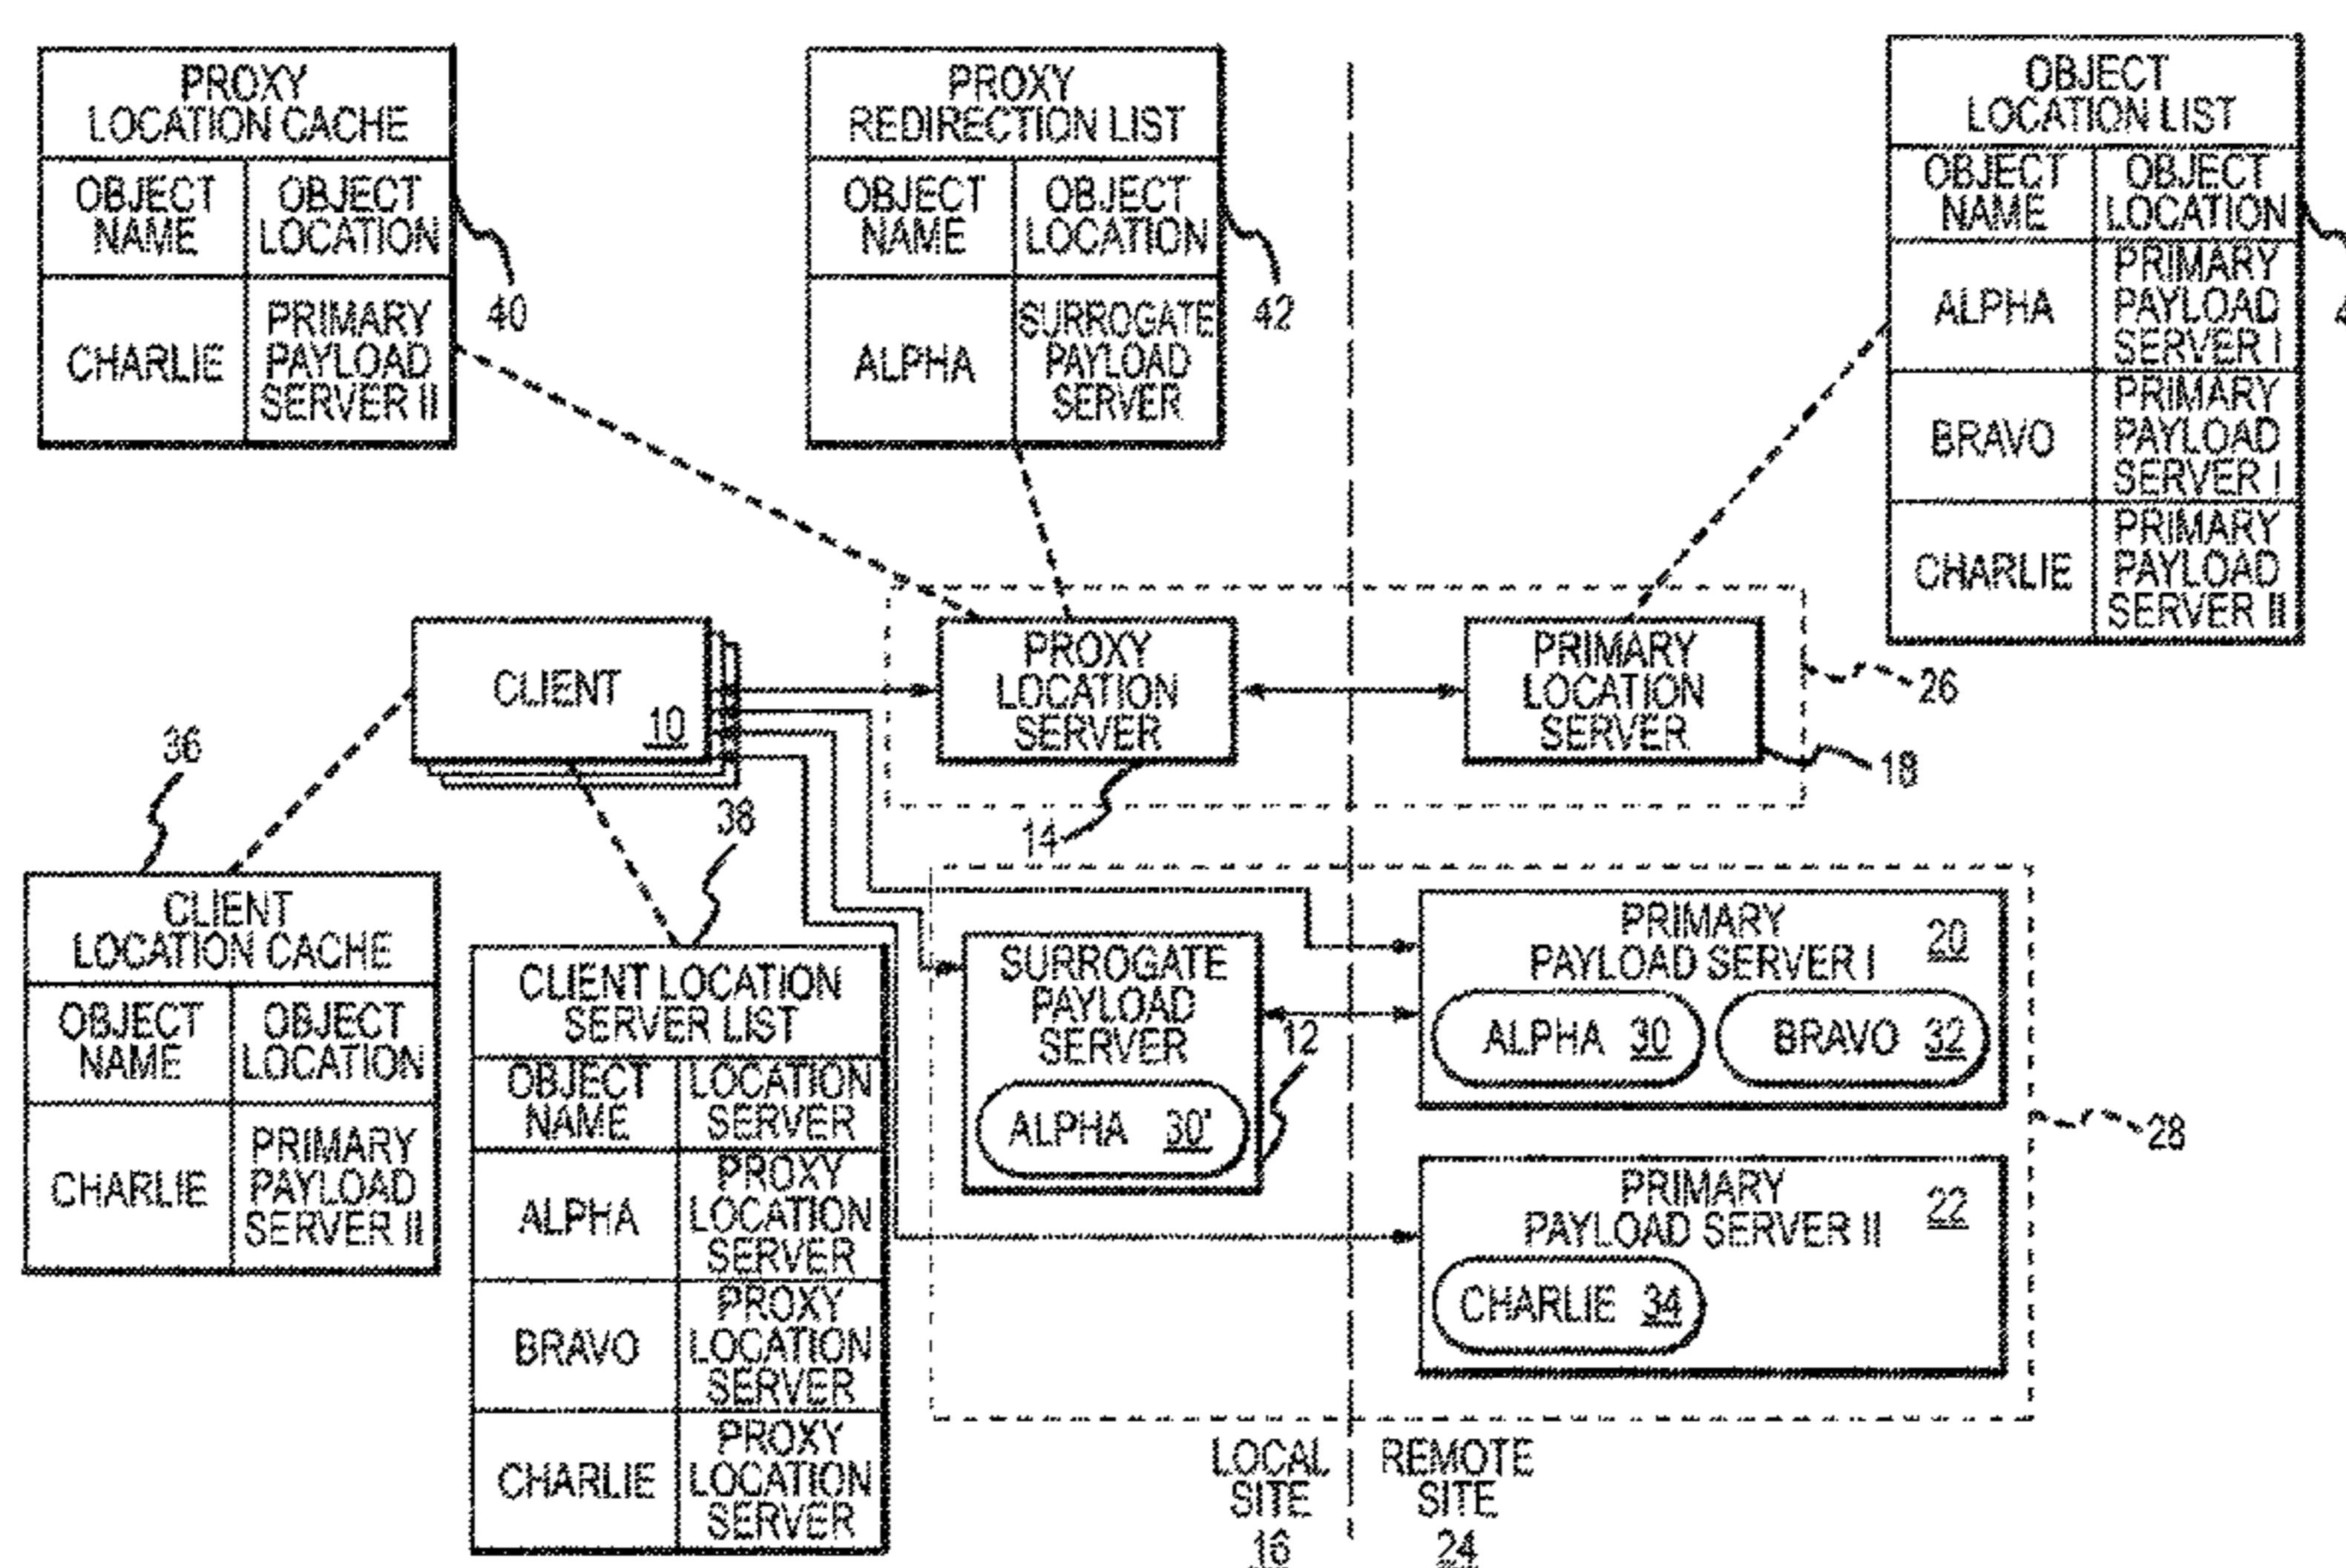 PROXY
LOCATION CACHE
OBJECT
NAME
OBJECT
LOCATION
CHARLIE
PRIMARY
PAYLOAD
SERVER II
40
PROXY
REDIRECTION LIST
OBJECT
NAME
OBJECT
LOCATION
ALPHA
SURROGATE
PAYLOAD
SERVER
42
OBJECT
LOCATION LIST
OBJECT
NAME
OBJECT
LOCATION
ALPHA
PRIMARY
PAYLOAD
SERVER I
BRAVO
PRIMARY
PAYLOAD
SERVER I
CHARLIE
PRIMARY
PAYLOAD
SERVER II
CLIENT
10
PROXY
LOCATION
SERVER
14
PRIMARY
LOCATION
SERVER
18
26
36
CLIENT
LOCATION CACHE
OBJECT
NAME
OBJECT
LOCATION
CHARLIE
PRIMARY
PAYLOAD
SERVER II
38
CLIENT LOCATION
SERVER LIST
OBJECT
NAME
LOCATION
SERVER
ALPHA
PROXY
LOCATION
SERVER
BRAVO
PROXY
LOCATION
SERVER
CHARLIE
PROXY
LOCATION
SERVER
SURROGATE
PAYLOAD
SERVER
12
ALPHA 30'
PRIMARY
PAYLOAD SERVER I
20
ALPHA 30
BRAVO 32
28
PRIMARY
PAYLOAD SERVER II
22
CHARLIE 34
LOCAL
SITE
16
REMOTE
SITE
24